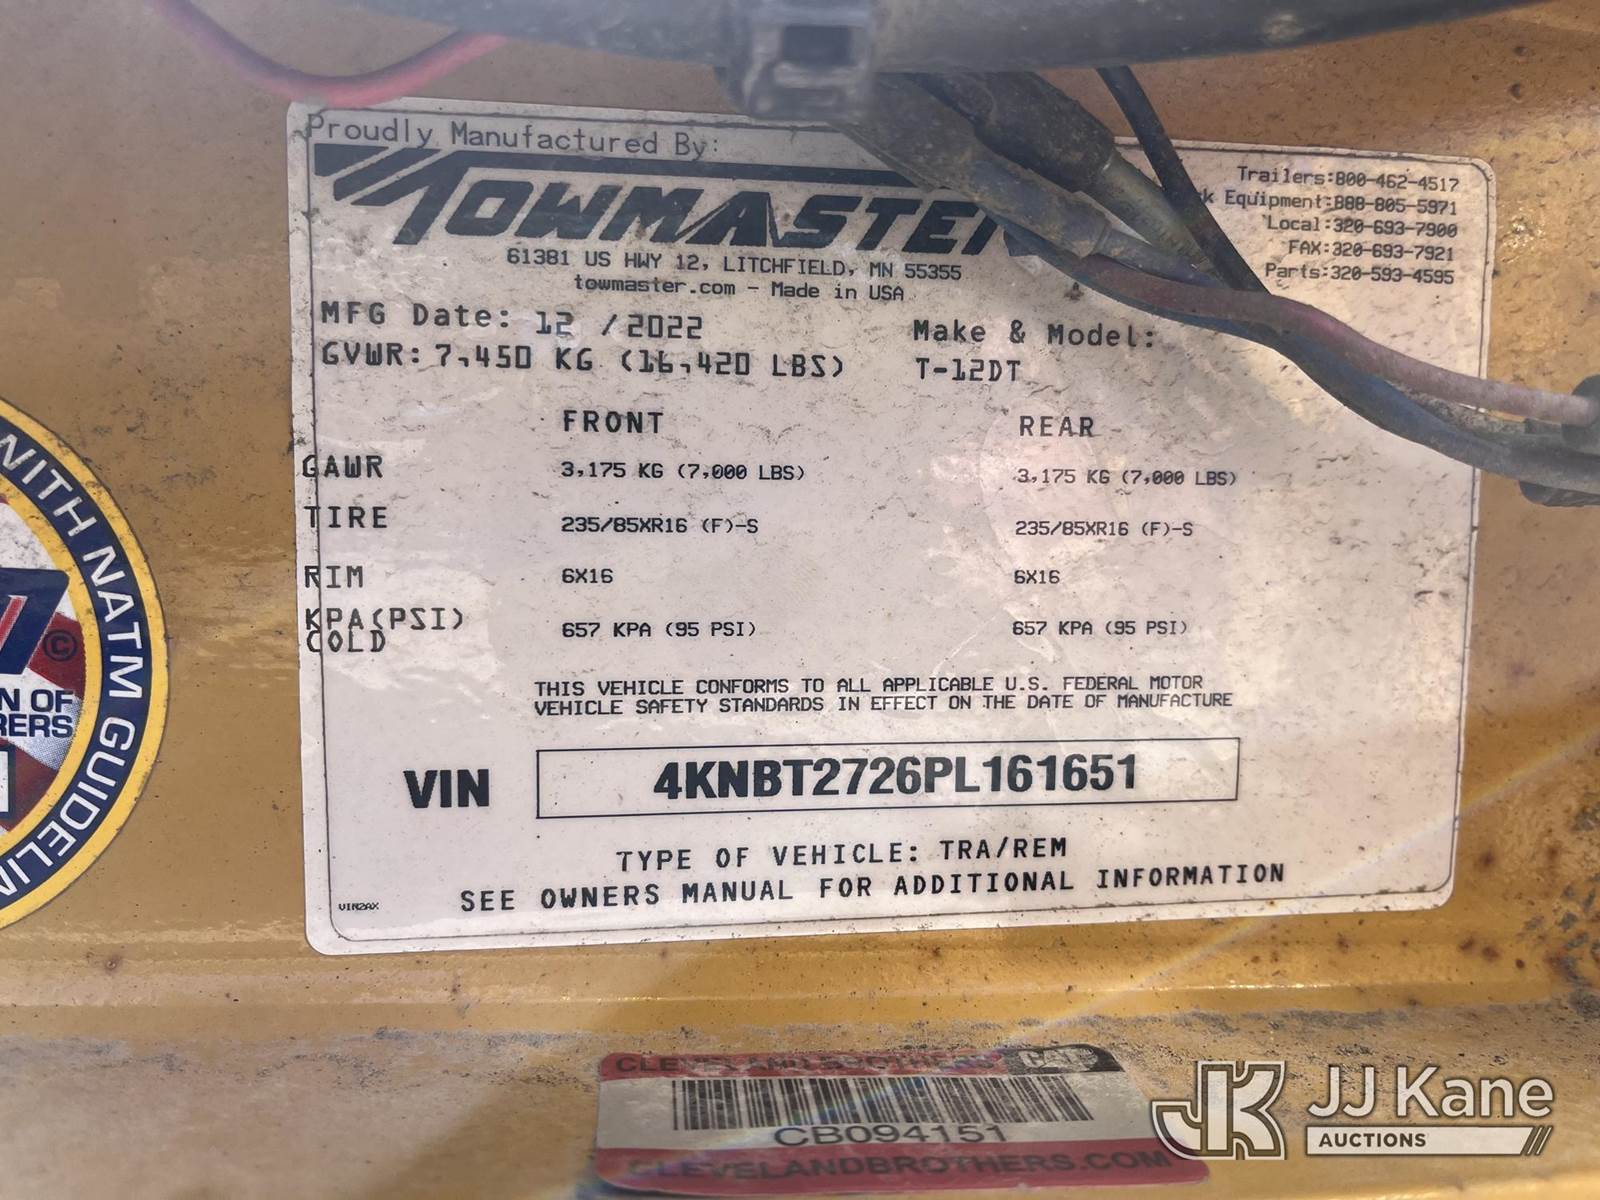 Proudly Manufactured By:
TOWMASTER
61381 US HWY 12, LITCHFIELD, MN 55355
towmaster.com - Made in USA
Trailers:800-462-4517
k Equipment:888-805-5971
Local:320-693-7900
FAX:320-693-7921
Parts:320-593-4595
MFG Date: 12 /2022
GVWR: 7,450 KG (16,420 LBS)
Make & Model:
T-12DT
FRONT REAR
GAWR 3,175 KG (7,000 LBS) 3,175 KG (7,000 LBS)
TIRE 235/85XR16 (F)-S 235/85XR16 (F)-S
RIM 6X16 6X16
KPA(PSI)
COLD 657 KPA (95 PSI) 657 KPA (95 PSI)
THIS VEHICLE CONFORMS TO ALL APPLICABLE U.S. FEDERAL MOTOR
VEHICLE SAFETY STANDARDS IN EFFECT ON THE DATE OF MANUFACTURE
VIN 4KNBT2726PL161651
TYPE OF VEHICLE: TRA/REM
SEE OWNERS MANUAL FOR ADDITIONAL INFORMATION
VIN2AX
WITH NATM GUIDELIN
©
N OF
RERS
CLEVELAND BROTHERS CAT
CB094151
CLEVELANDBROTHERS.COM
JK JJ Kane
AUCTIONS